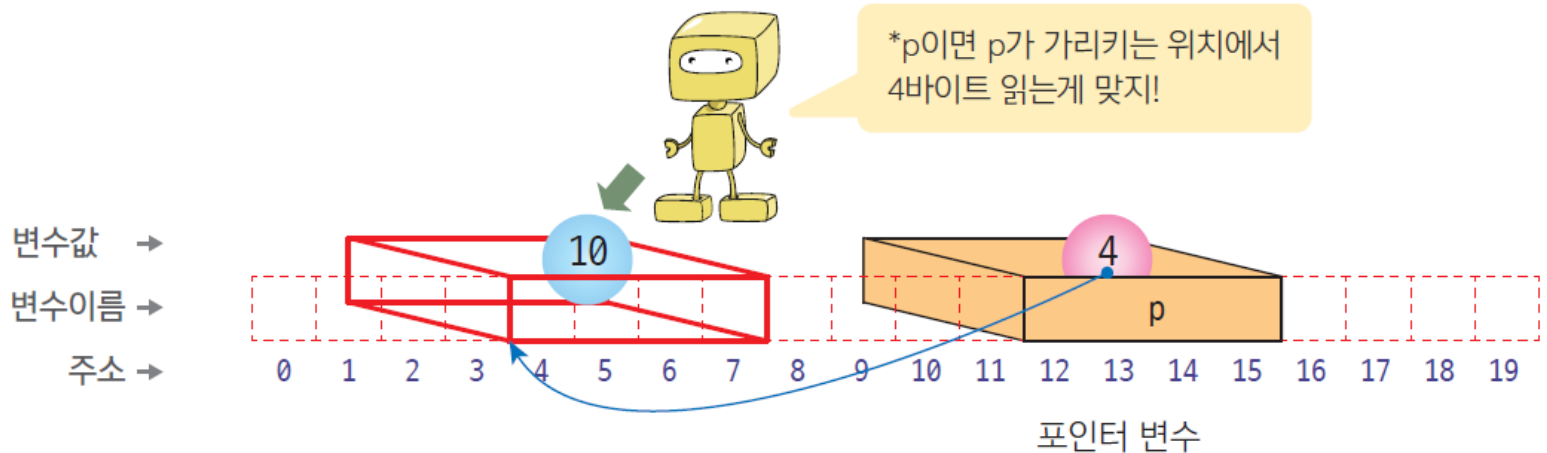 *p이면 p가 가리키는 위치에서
4바이트 읽는게 맞지!
변수값 → 10 4
변수이름 → p
주소 → 0 1 2 3 4 5 6 7 8 9 10 11 12 13 14 15 16 17 18 19
포인터 변수